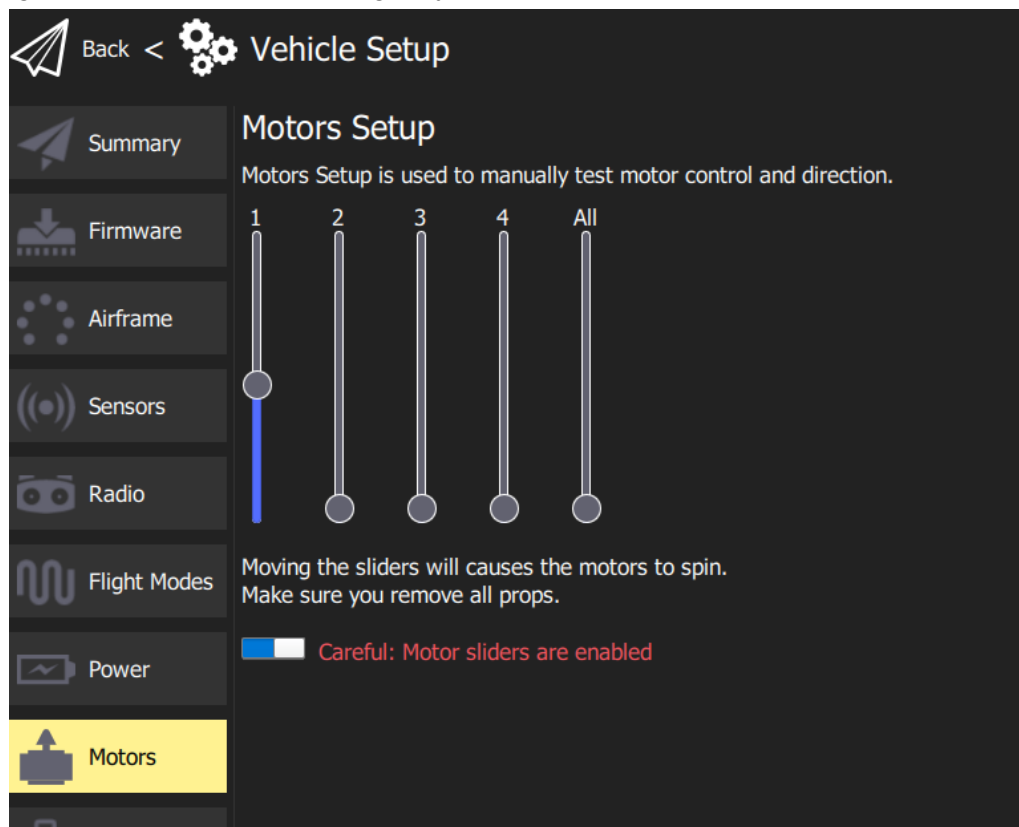 Back < Vehicle Setup
Summary
Firmware
Airframe
Sensors
Radio
Flight Modes
Power
Motors
Motors Setup
Motors Setup is used to manually test motor control and direction.
1 2 3 4 All
Moving the sliders will causes the motors to spin.
Make sure you remove all props.
Careful: Motor sliders are enabled